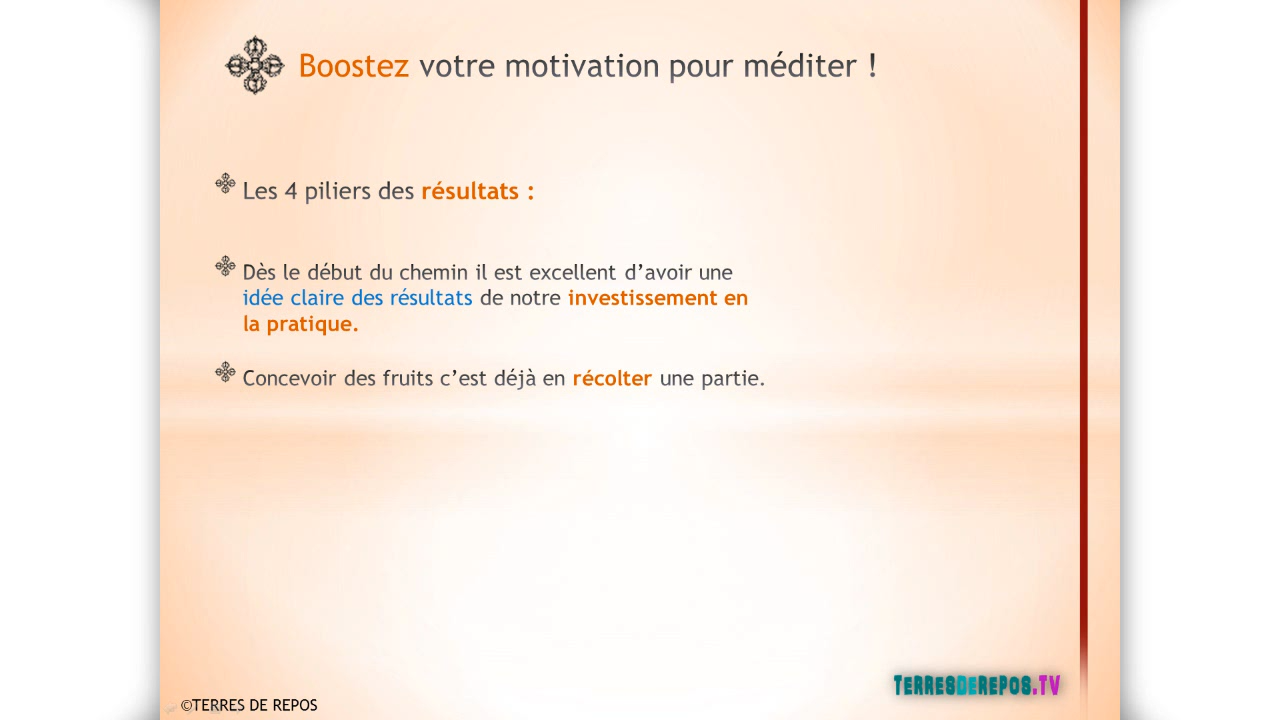 Boostez votre motivation pour méditer !
Les 4 piliers des résultats :
Dès le début du chemin il est excellent d’avoir une
idée claire des résultats de notre investissement en
la pratique.
Concevoir des fruits c’est déjà en récolter une partie.
TERRESDEREPOS.TV
©TERRES DE REPOS